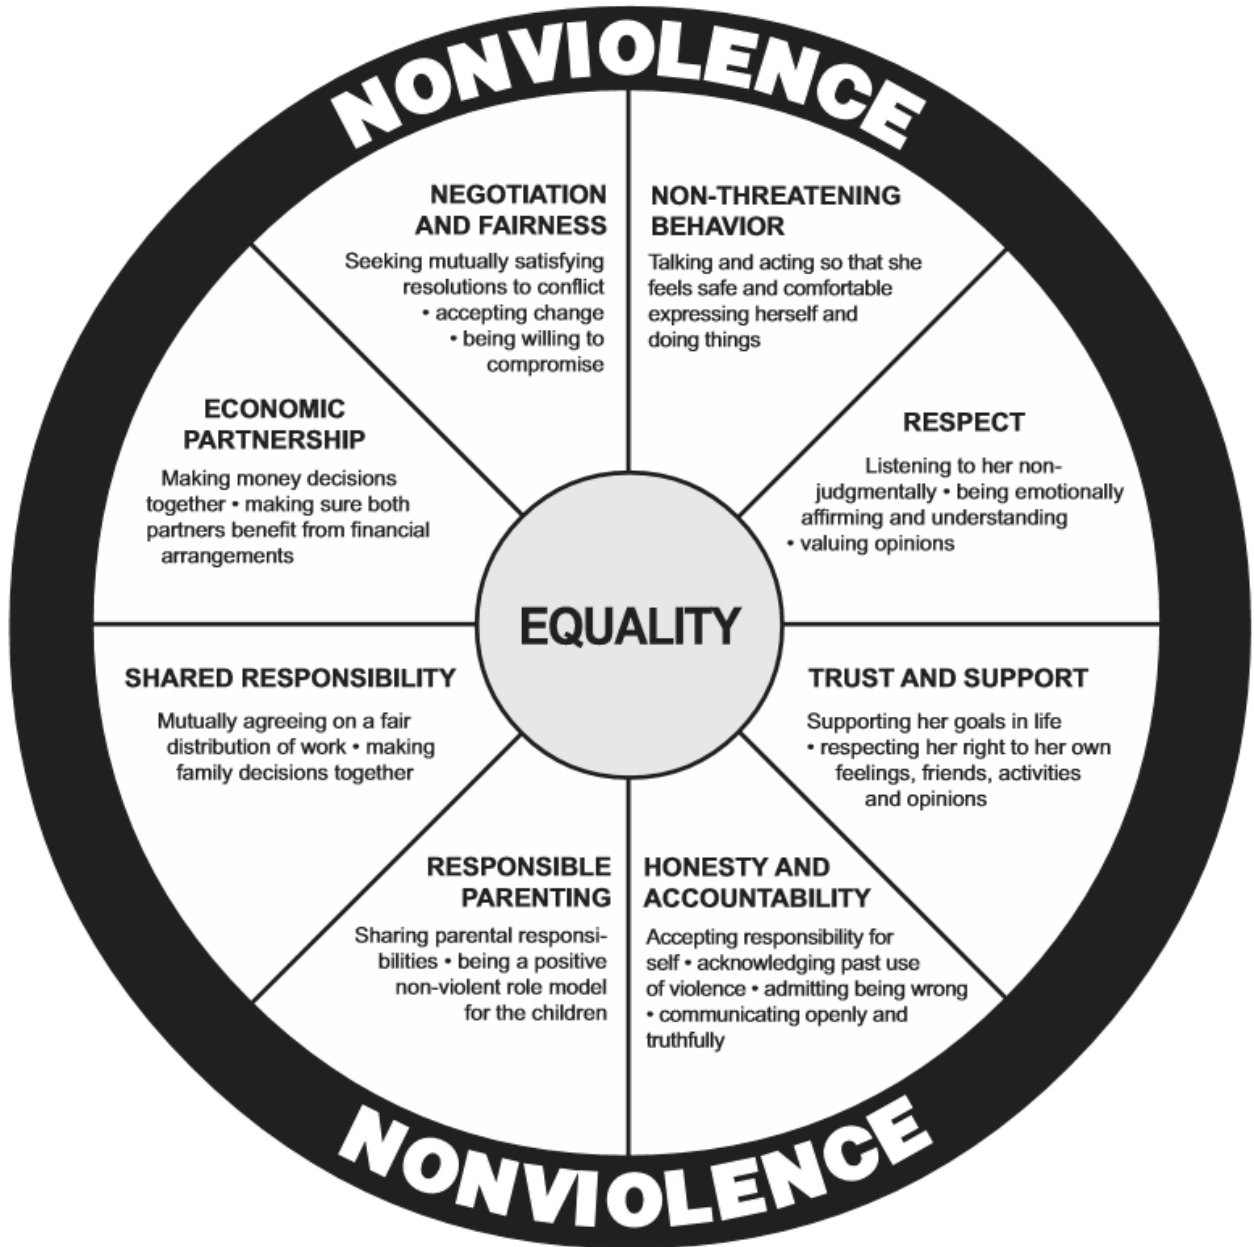 NONVIOLENCE
NEGOTIATION
AND FAIRNESS
Seeking mutually satisfying
resolutions to conflict
• accepting change
• being willing to
compromise
NON-THREATENING
BEHAVIOR
Talking and acting so that she
feels safe and comfortable
expressing herself and
doing things
ECONOMIC
PARTNERSHIP
Making money decisions
together • making sure both
partners benefit from financial
arrangements
RESPECT
Listening to her non-
judgmentally • being emotionally
affirming and understanding
• valuing opinions
EQUALITY
SHARED RESPONSIBILITY
Mutually agreeing on a fair
distribution of work • making
family decisions together
TRUST AND SUPPORT
Supporting her goals in life
• respecting her right to her own
feelings, friends, activities
and opinions
RESPONSIBLE
PARENTING
Sharing parental responsi-
bilities • being a positive
non-violent role model
for the children
HONESTY AND
ACCOUNTABILITY
Accepting responsibility for
self • acknowledging past use
of violence • admitting being wrong
• communicating openly and
truthfully
NONVIOLENCE